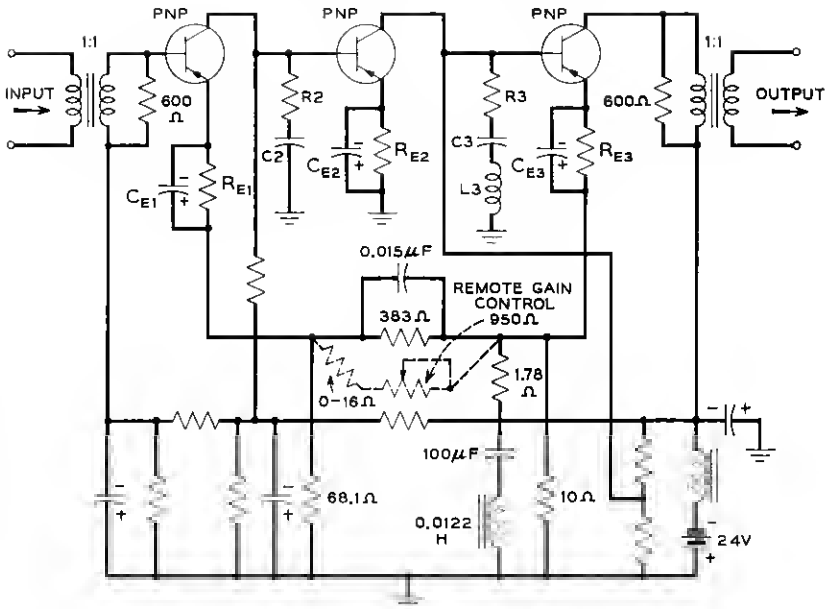 PNP
PNP
PNP
1:1
1:1
INPUT
600
Ω
R2
R3
600Ω
OUTPUT
C2
C3
CE1
RE1
CE2
RE2
L3
CE3
RE3
0.015μF
REMOTE GAIN
CONTROL
950Ω
383Ω
0-16Ω
1.78
Ω
100μF
68.1Ω
10Ω
0.0122
H
24V